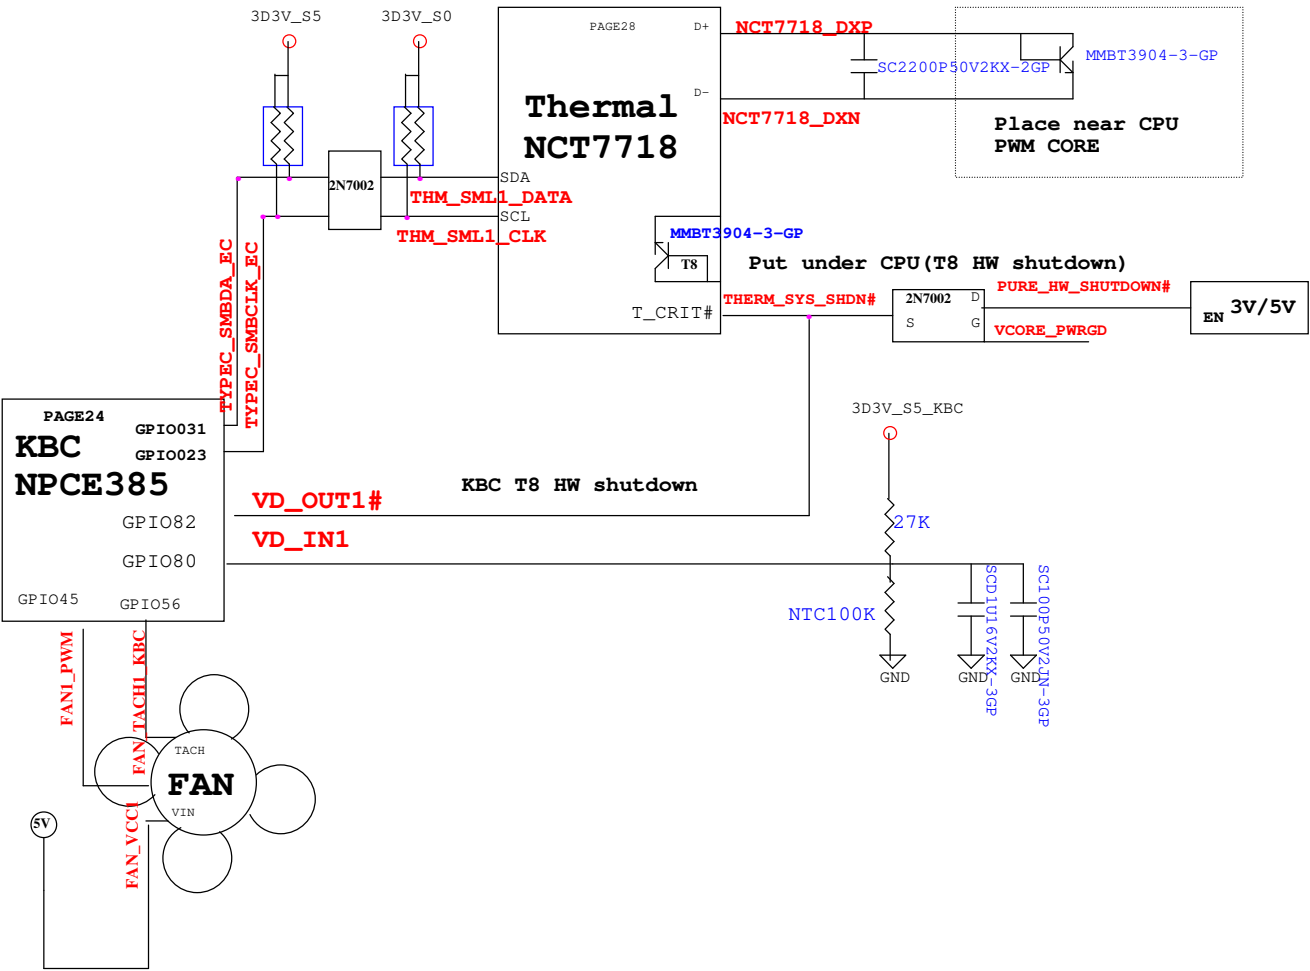 3D3V_S5
3D3V_S0
PAGE28
D+
NCT7718_DXP
MMBT3904-3-GP
SC2200P50V2KX-2GP
D-
Thermal
NCT7718
NCT7718_DXN
Place near CPU
PWM CORE
2N7002
SDA
THM_SML1_DATA
SCL
THM_SML1_CLK
MMBT3904-3-GP
T8
Put under CPU(T8 HW shutdown)
TYPEC_SMBDA_EC
TYPEC_SMBCLK_EC
T_CRIT#
THERM_SYS_SHDN#
2N7002
D
S
G
PURE_HW_SHUTDOWN#
VCORE_PWRGD
EN
3V/5V
PAGE24
KBC
NPCE385
GPIO031
GPIO023
GPIO82
GPIO80
GPIO45
GPIO56
VD_OUT1#
VD_IN1
KBC T8 HW shutdown
3D3V_S5_KBC
27K
NTC100K
SCD1U16V2KX-3GP
SC100P50V2JN-3GP
GND
GND
GND
FAN1_PWM
FAN_TACH1_KBC
TACH
FAN
VIN
FAN_VCC1
5V